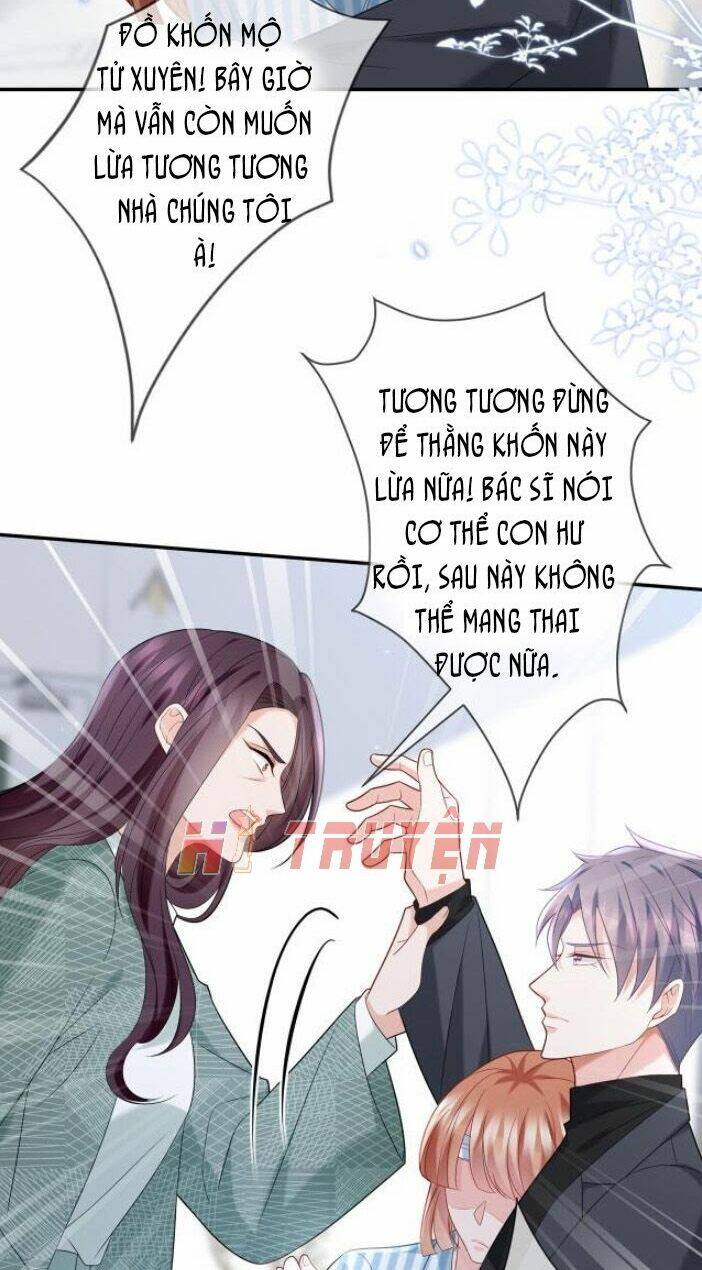 ĐỒ KHỐN MỘ
TỬ XUYÊN! BÂY GIỜ
MÀ VẪN CÒN MUỐN
LỪA TƯƠNG TƯƠNG
NHÀ CHÚNG TÔI
À!
TƯƠNG TƯƠNG ĐỪNG
ĐỂ THẰNG KHỐN NÀY
LỪA NỮA! BÁC SĨ NÓI
CƠ THỂ CON HƯ
RỒI, SAU NÀY KHÔNG
THỂ MANG THAI
ĐƯỢC NỮA.
HI TRUYỆN